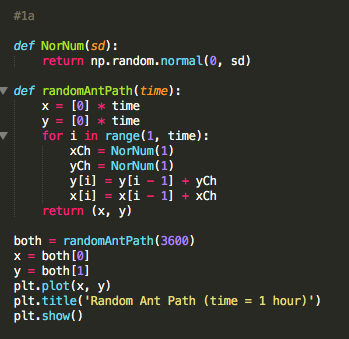 #1a
def NorNum(sd):
    return np.random.normal(0, sd)
def randomAntPath(time):
    x = [0] * time
    y = [0] * time
    for i in range(1, time):
        xCh = NorNum(1)
        yCh = NorNum(1)
        y[i] = y[i - 1] + yCh
        x[i] = x[i - 1] + xCh
    return (x, y)
both = randomAntPath(3600)
x = both[0]
y = both[1]
plt.plot(x, y)
plt.title('Random Ant Path (time = 1 hour)')
plt.show()